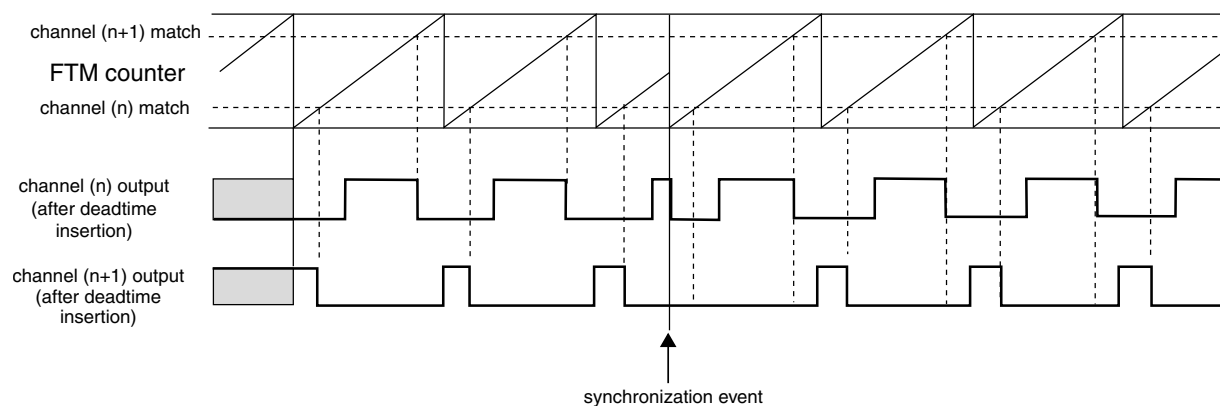 channel (n+1) match
FTM counter
channel (n) match
channel (n) output
(after deadtime
insertion)
channel (n+1) output
(after deadtime
insertion)
synchronization event